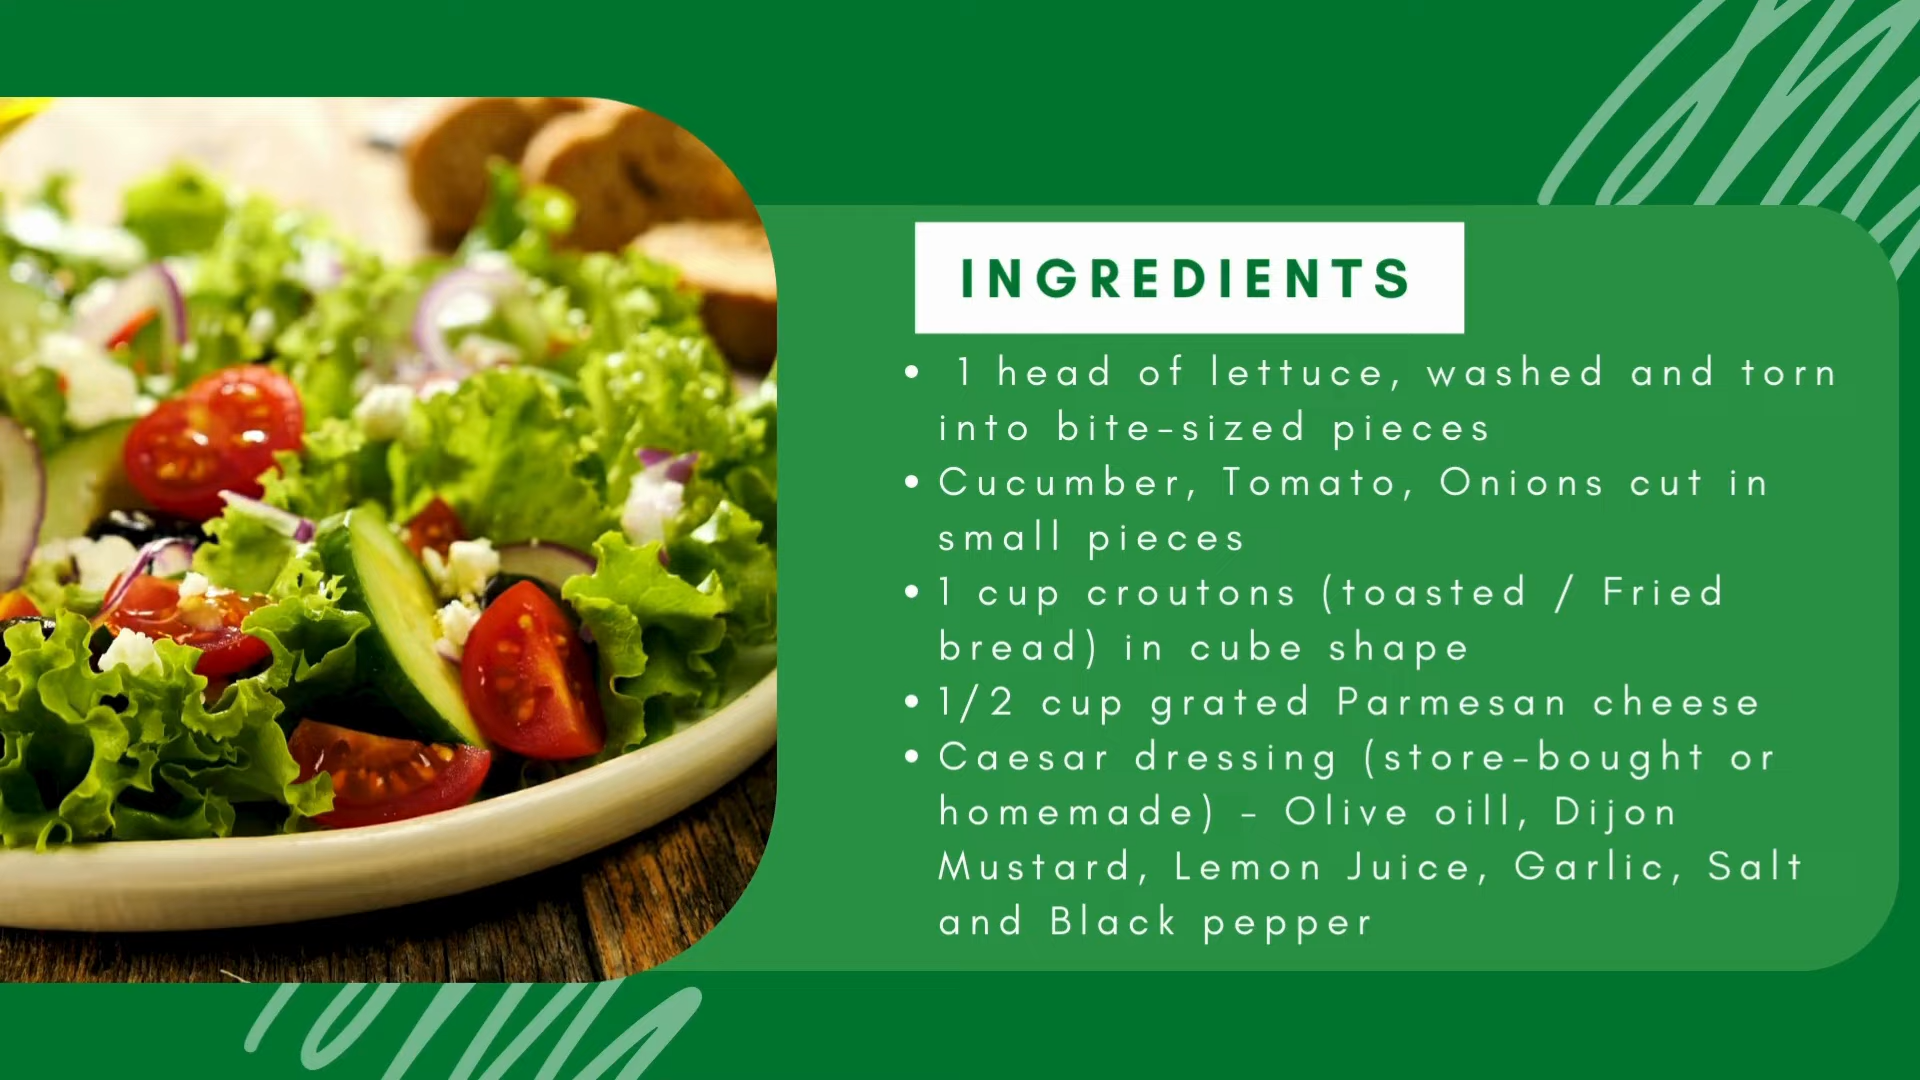 INGREDIENTS
• 1 head of lettuce, washed and torn
into bite-sized pieces
• Cucumber, Tomato, Onions cut in
small pieces
• 1 cup croutons (toasted / Fried
bread) in cube shape
• 1/2 cup grated Parmesan cheese
• Caesar dressing (store-bought or
homemade) - Olive oill, Dijon
Mustard, Lemon Juice, Garlic, Salt
and Black pepper